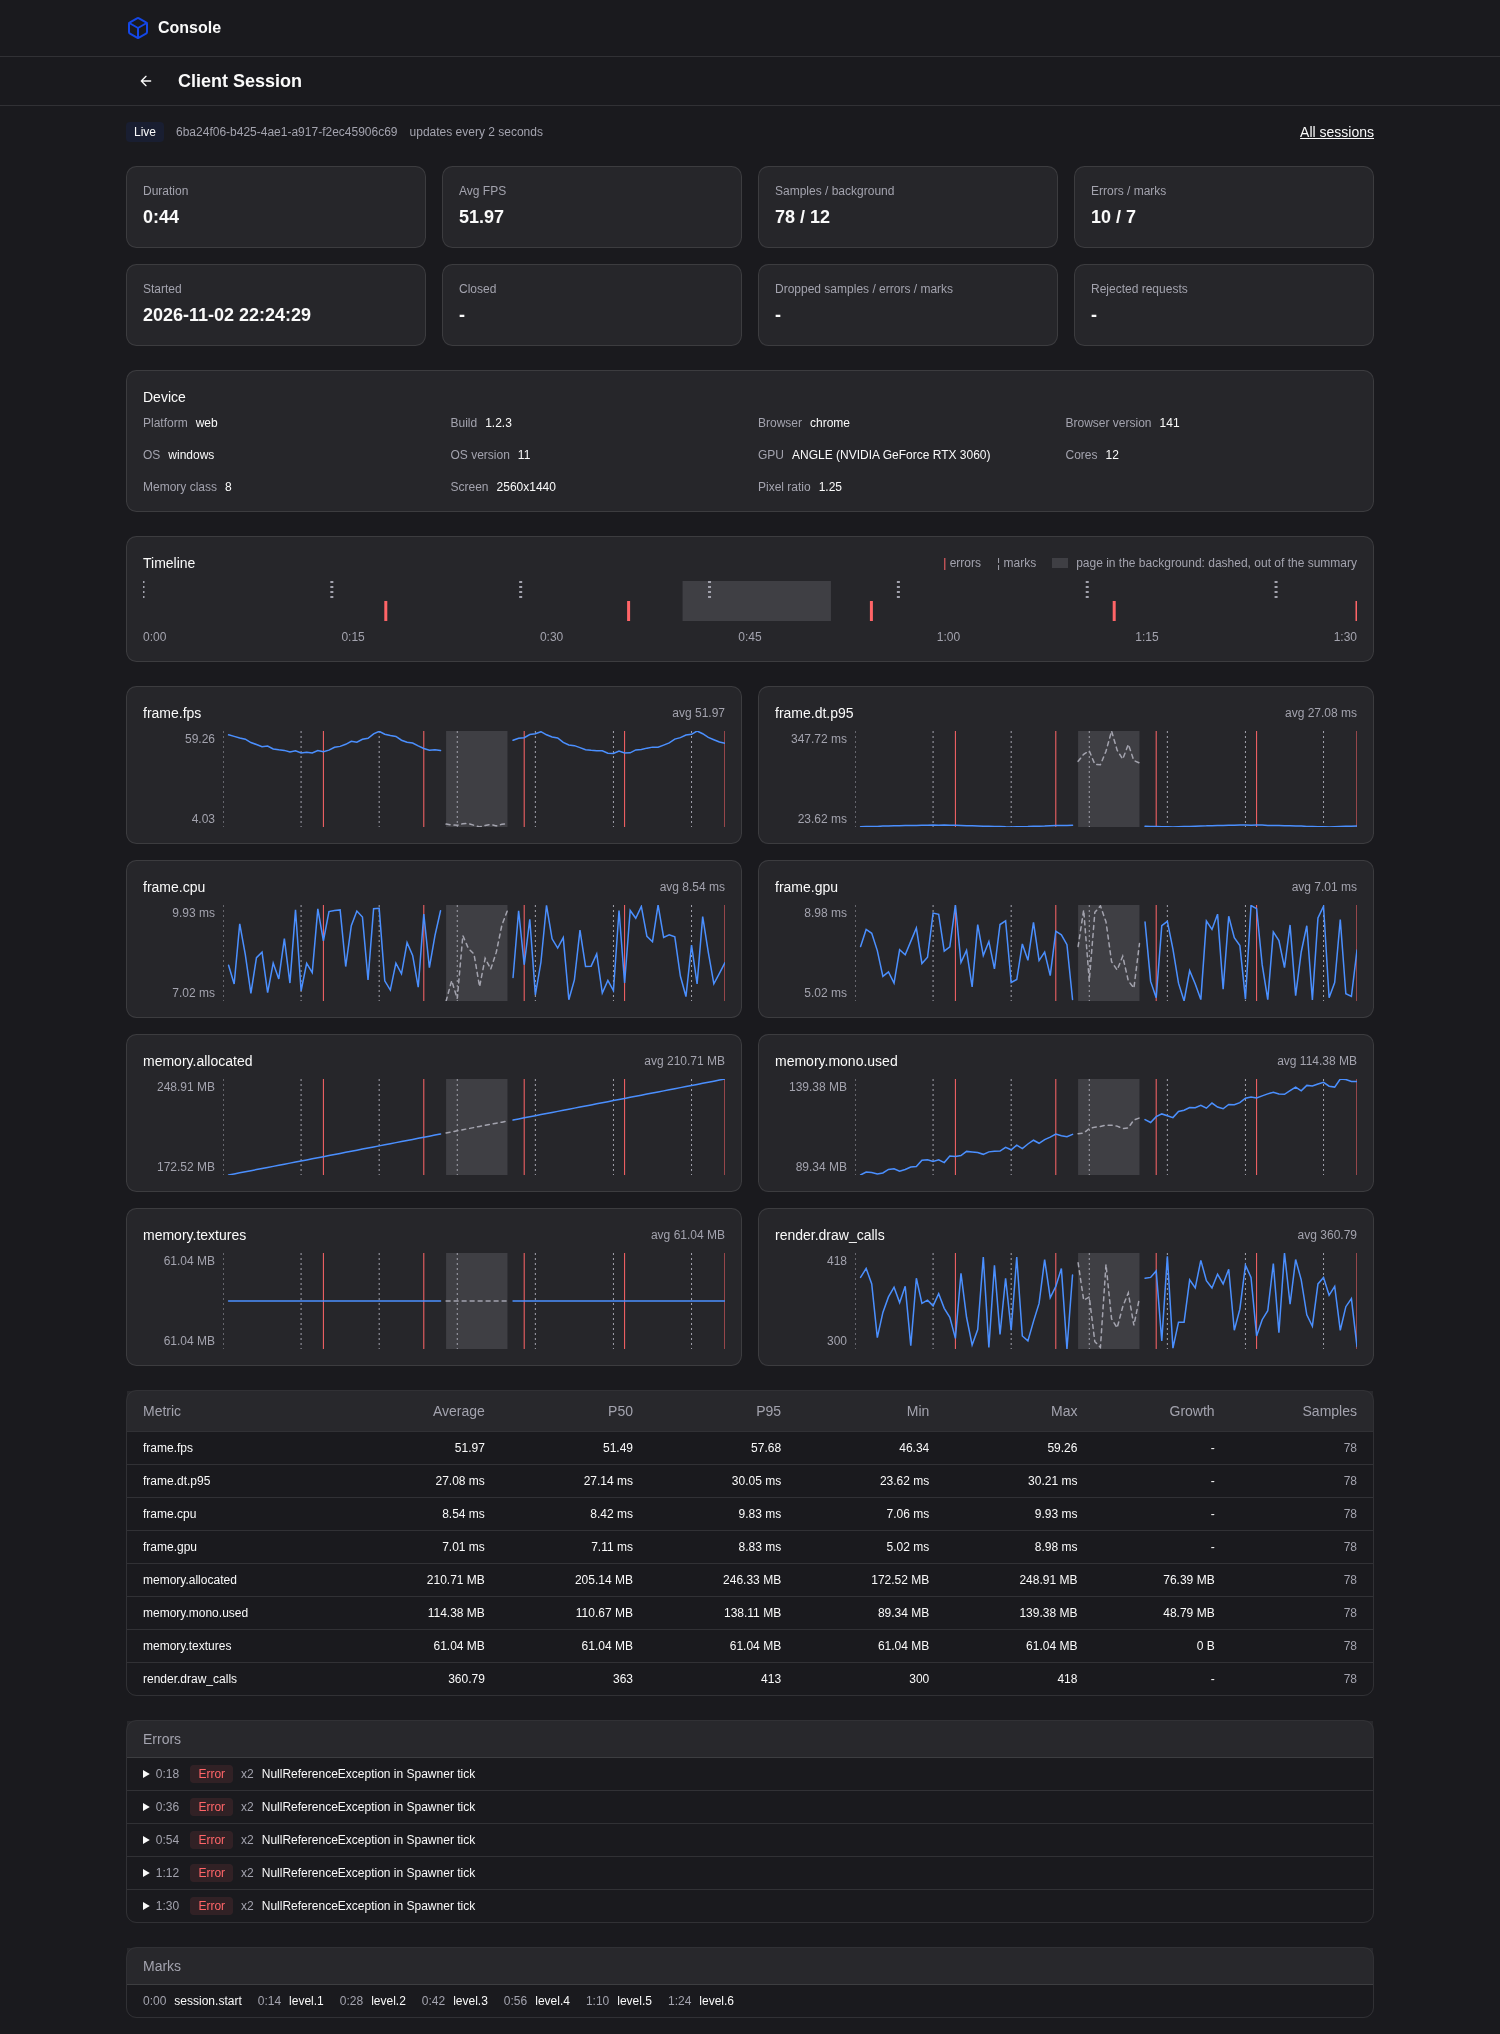 Console
Client Session
Live 6ba24f06-b425-4ae1-a917-f2ec45906c69 updates every 2 seconds All sessions
Duration Avg FPS Samples / background Errors / marks
0:44 51.97 78 / 12 10 / 7
Started Closed Dropped samples / errors / marks Rejected requests
2026-11-02 22:24:29 - - -
Device
Platform web Build 1.2.3 Browser chrome Browser version 141
OS windows OS version 11 GPU ANGLE (NVIDIA GeForce RTX 3060) Cores 12
Memory class 8 Screen 2560x1440 Pixel ratio 1.25
Timeline errors marks page in the background: dashed, out of the summary
0:00 0:15 0:30 0:45 1:00 1:15 1:30
frame.fps avg 51.97
59.26
4.03
frame.dt.p95 avg 27.08 ms
347.72 ms
23.62 ms
frame.cpu avg 8.54 ms
9.93 ms
7.02 ms
frame.gpu avg 7.01 ms
8.98 ms
5.02 ms
memory.allocated avg 210.71 MB
248.91 MB
172.52 MB
memory.mono.used avg 114.38 MB
139.38 MB
89.34 MB
memory.textures avg 61.04 MB
61.04 MB
61.04 MB
render.draw_calls avg 360.79
418
300
Metric Average P50 P95 Min Max Growth Samples
frame.fps 51.97 51.49 57.68 46.34 59.26 - 78
frame.dt.p95 27.08 ms 27.14 ms 30.05 ms 23.62 ms 30.21 ms - 78
frame.cpu 8.54 ms 8.42 ms 9.83 ms 7.06 ms 9.93 ms - 78
frame.gpu 7.01 ms 7.11 ms 8.83 ms 5.02 ms 8.98 ms - 78
memory.allocated 210.71 MB 205.14 MB 246.33 MB 172.52 MB 248.91 MB 76.39 MB 78
memory.mono.used 114.38 MB 110.67 MB 138.11 MB 89.34 MB 139.38 MB 48.79 MB 78
memory.textures 61.04 MB 61.04 MB 61.04 MB 61.04 MB 61.04 MB 0 B 78
render.draw_calls 360.79 363 413 300 418 - 78
Errors
0:18 Error x2 NullReferenceException in Spawner tick
0:36 Error x2 NullReferenceException in Spawner tick
0:54 Error x2 NullReferenceException in Spawner tick
1:12 Error x2 NullReferenceException in Spawner tick
1:30 Error x2 NullReferenceException in Spawner tick
Marks
0:00 session.start 0:14 level.1 0:28 level.2 0:42 level.3 0:56 level.4 1:10 level.5 1:24 level.6